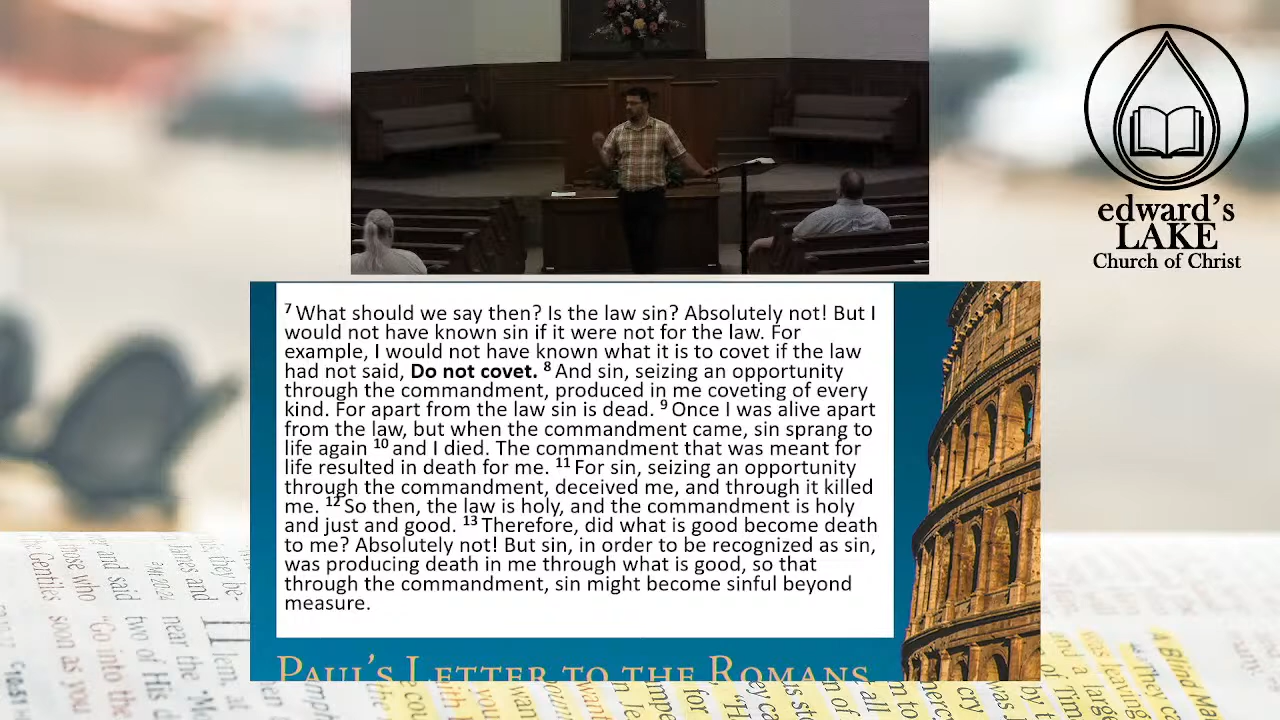 edward's
LAKE
Church of Christ
7 What should we say then? Is the law sin? Absolutely not! But I
would not have known sin if it were not for the law. For
example, I would not have known what it is to covet if the law
had not said, Do not covet. 8 And sin, seizing an opportunity
through the commandment, produced in me coveting of every
kind. For apart from the law sin is dead. 9 Once I was alive apart
from the law, but when the commandment came, sin sprang to
life again 10 and I died. The commandment that was meant for
life resulted in death for me. 11 For sin, seizing an opportunity
through the commandment, deceived me, and through it killed
me. 12 So then, the law is holy, and the commandment is holy
and just and good. 13 Therefore, did what is good become death
to me? Absolutely not! But sin, in order to be recognized as sin,
was producing death in me through what is good, so that
through the commandment, sin might become sinful beyond
measure.
PAUL'S LETTER TO THE ROMANS